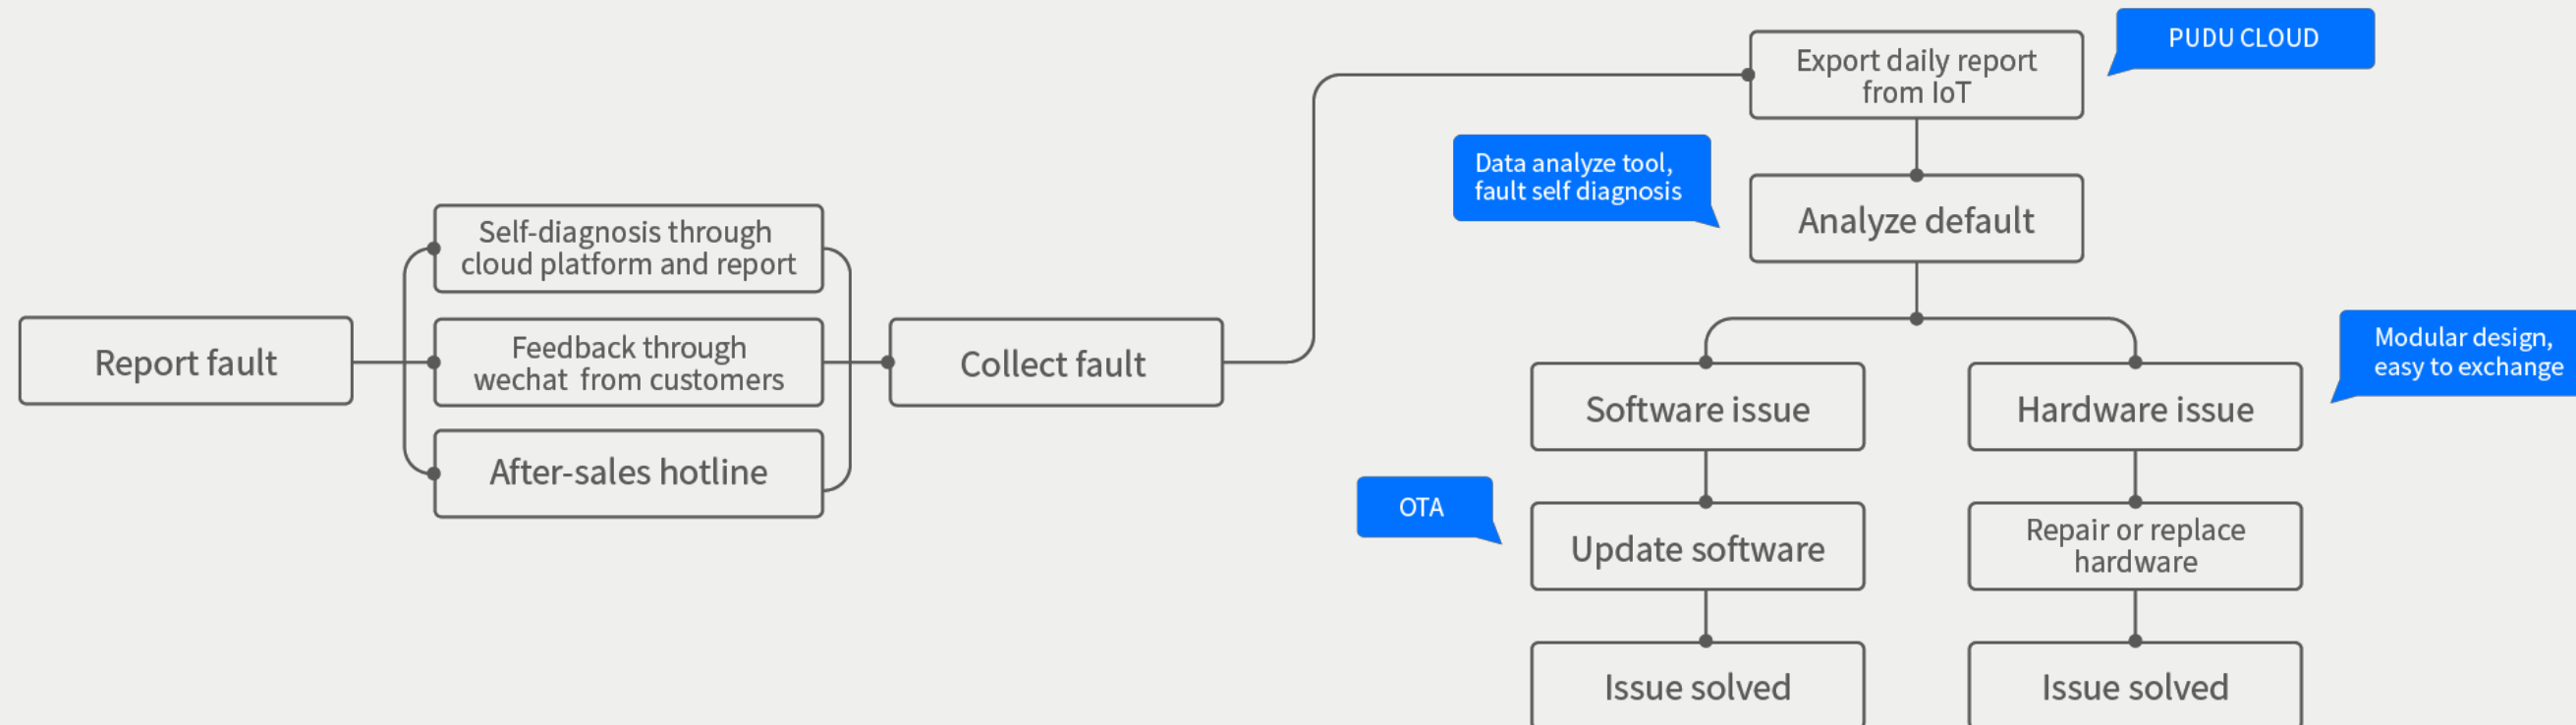 Report fault
Self-diagnosis through
cloud platform and report
Feedback through
wechat from customers
After-sales hotline
Collect fault
Export daily report
from IoT
PUDU CLOUD
Data analyze tool,
fault self diagnosis
Analyze default
Software issue
Hardware issue
Modular design,
easy to exchange
OTA
Update software
Repair or replace
hardware
Issue solved
Issue solved